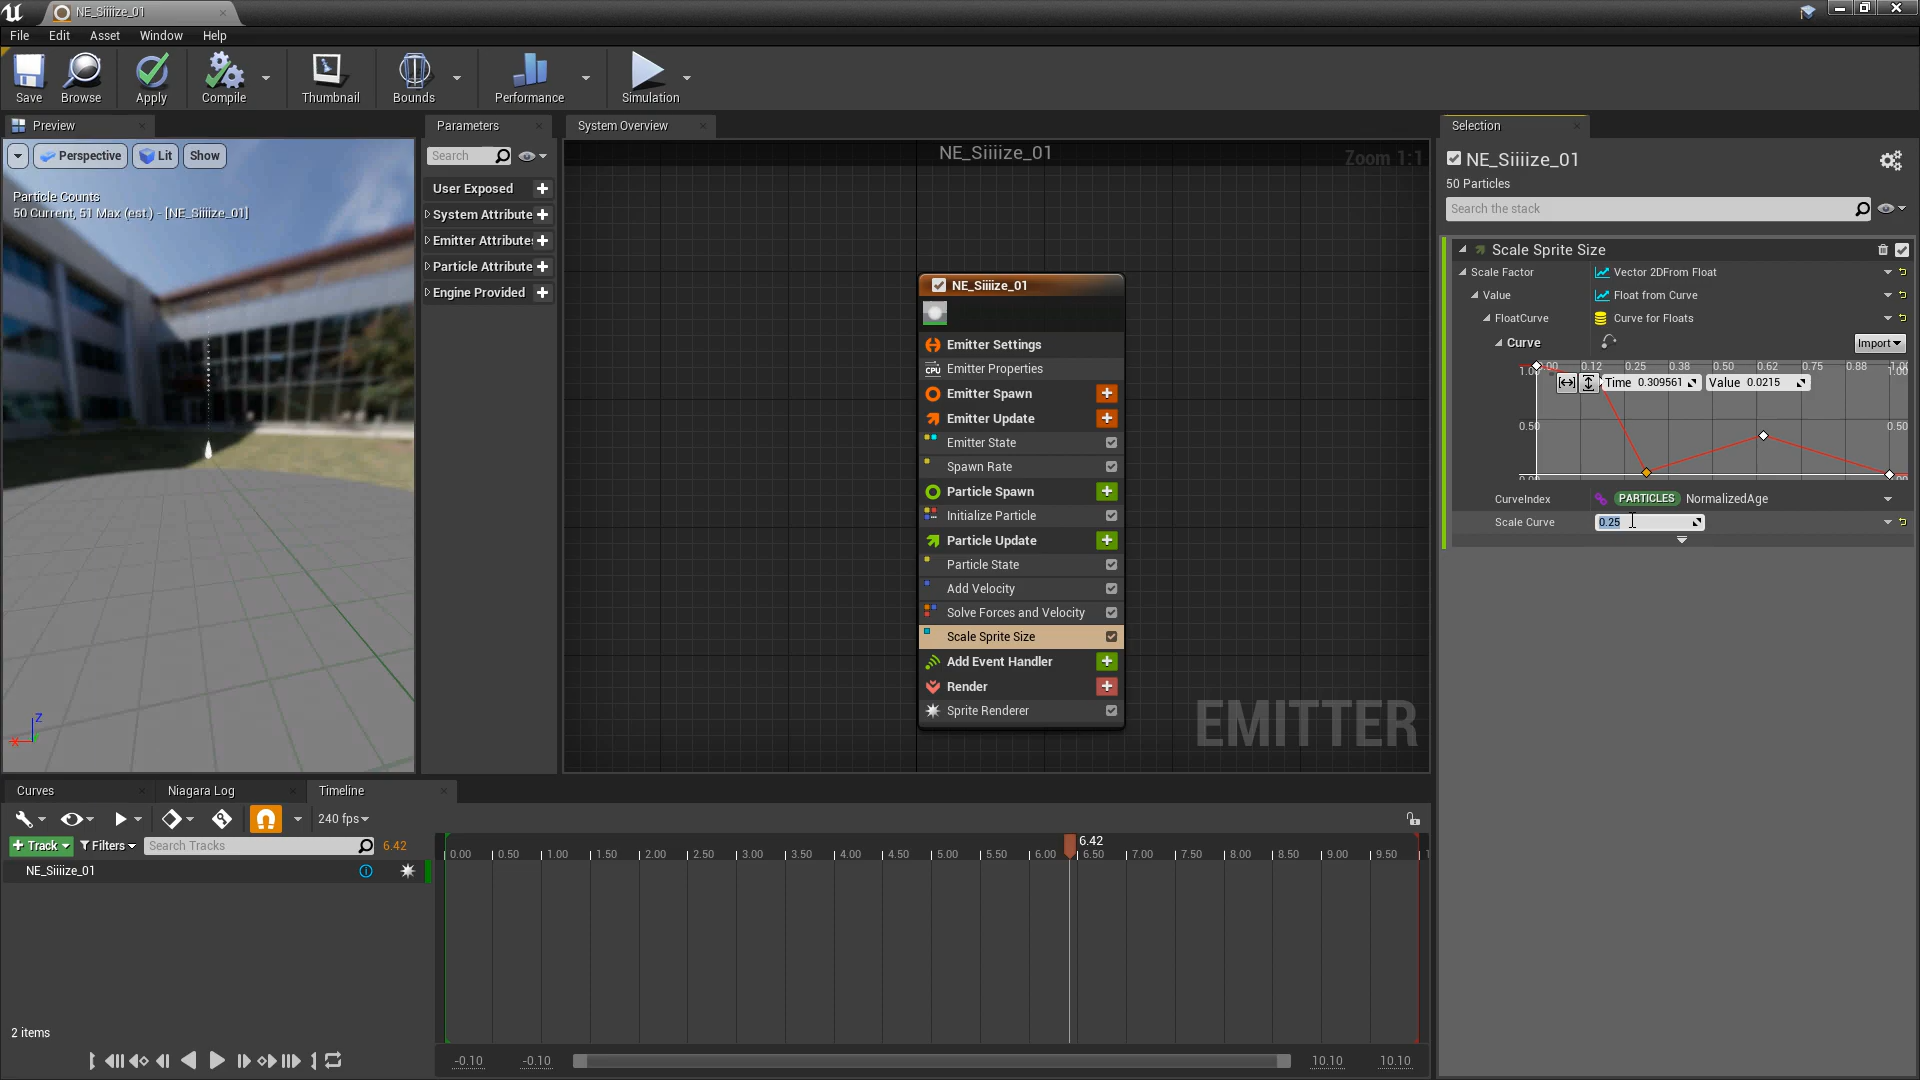 NE_Siiiize_01
File Edit Asset Window Help
Save Browse Apply Compile Thumbnail Bounds Performance Simulation
Preview
Perspective Lit Show
Particle Counts
50 Current, 51 Max (est.) - [NE_Siiiize_01]
Z
Parameters
Search
User Exposed
System Attribute
Emitter Attribute
Particle Attribute
Engine Provided
System Overview
NE_Siiiize_01
Zoom 1:1
NE_Siiiize_01
Emitter Settings
CPU Emitter Properties
Emitter Spawn
Emitter Update
Emitter State
Spawn Rate
Particle Spawn
Initialize Particle
Particle Update
Particle State
Add Velocity
Solve Forces and Velocity
Scale Sprite Size
Add Event Handler
Render
Sprite Renderer
EMITTER
Selection
NE_Siiiize_01
50 Particles
Search the stack
Scale Sprite Size
Scale Factor Vector 2DFrom Float
Value Float from Curve
FloatCurve Curve for Floats
Curve Import
0.12 0.25 0.38 0.50 0.62 0.75 0.88
Time 0.309561 Value 0.0215
0.50 0.50
CurveIndex PARTICLES NormalizedAge
Scale Curve 0.25
Curves Niagara Log Timeline
240 fps
+ Track Filters Search Tracks 6.42
NE_Siiiize_01
6.42
0.00 0.50 1.00 1.50 2.00 2.50 3.00 3.50 4.00 4.50 5.00 5.50 6.00 6.50 7.00 7.50 8.00 8.50 9.00 9.50
2 items
-0.10 -0.10 10.10 10.10